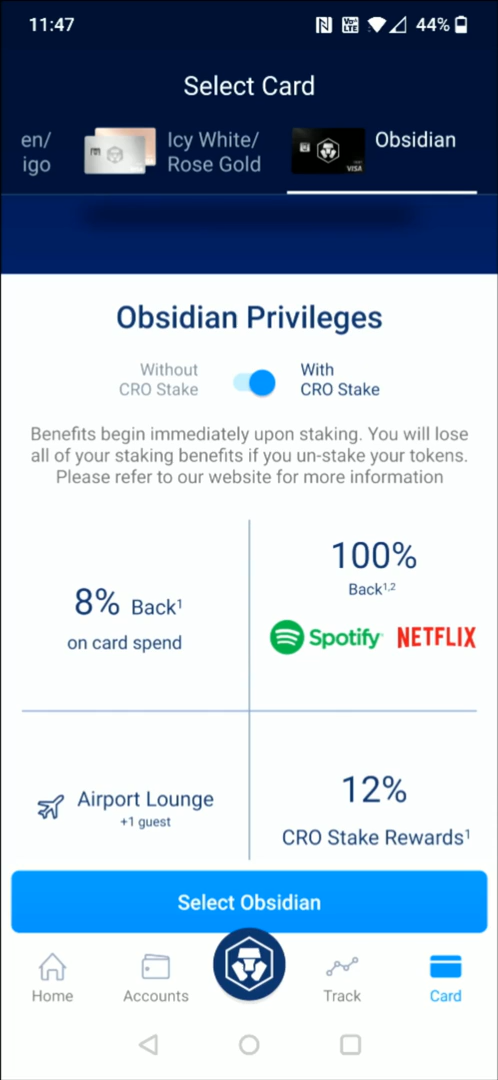 11:47
VoLTE
44%
Select Card
en/
igo
Icy White/
Rose Gold
VISA
Obsidian
Obsidian Privileges
Without
CRO Stake
With
CRO Stake
Benefits begin immediately upon staking. You will lose
all of your staking benefits if you un-stake your tokens.
Please refer to our website for more information
8% Back¹
on card spend
100%
Back¹,²
Spotify NETFLIX
Airport Lounge
+1 guest
12%
CRO Stake Rewards¹
Select Obsidian
Home
Accounts
Track
Card